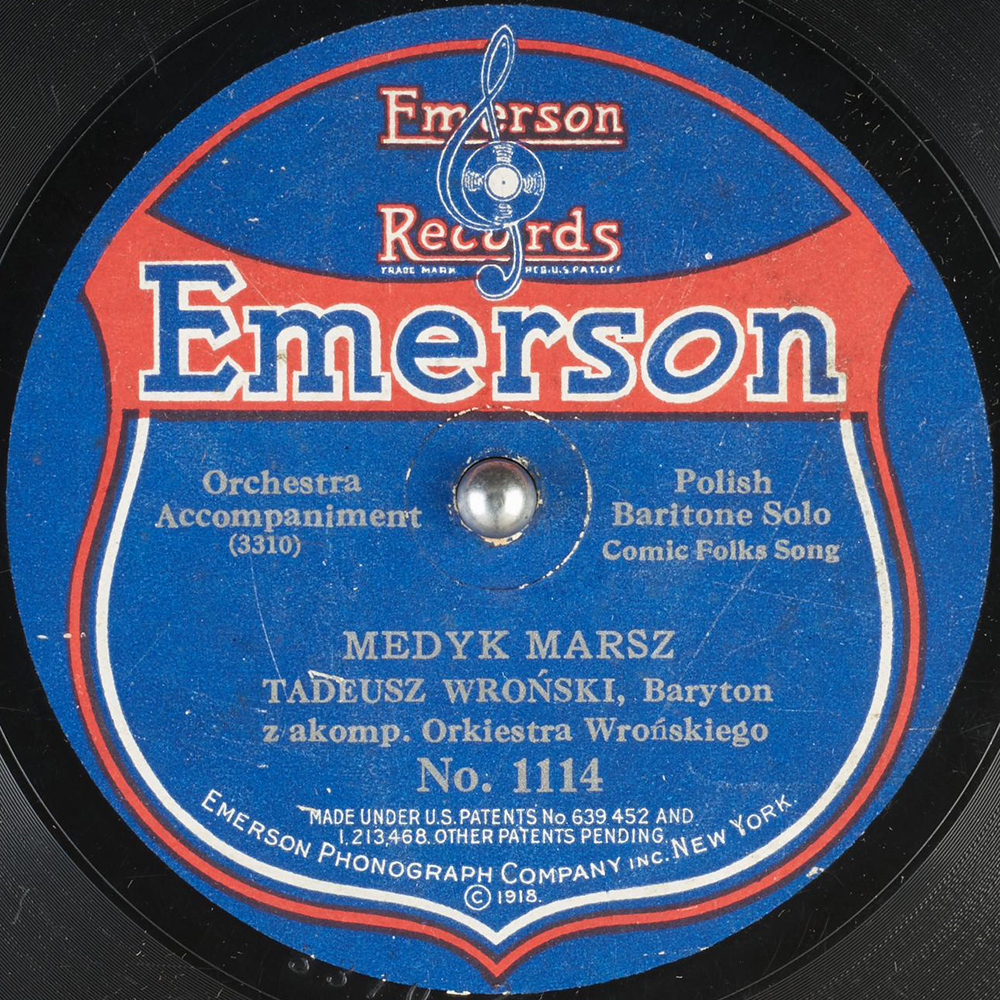 Emerson
Records
TRADE MARK REG. U.S. PAT. OFF
Emerson
Orchestra
Accompaniment
(3310)
Polish
Baritone Solo
Comic Folks Song
MEDYK MARSZ
TADEUSZ WROŃSKI, Baryton
z akomp. Orkiestra Wrońskiego
No. 1114
MADE UNDER U.S. PATENTS No. 639 452 AND
1,213,468. OTHER PATENTS PENDING.
EMERSON PHONOGRAPH COMPANY INC. NEW YORK.
© 1918.